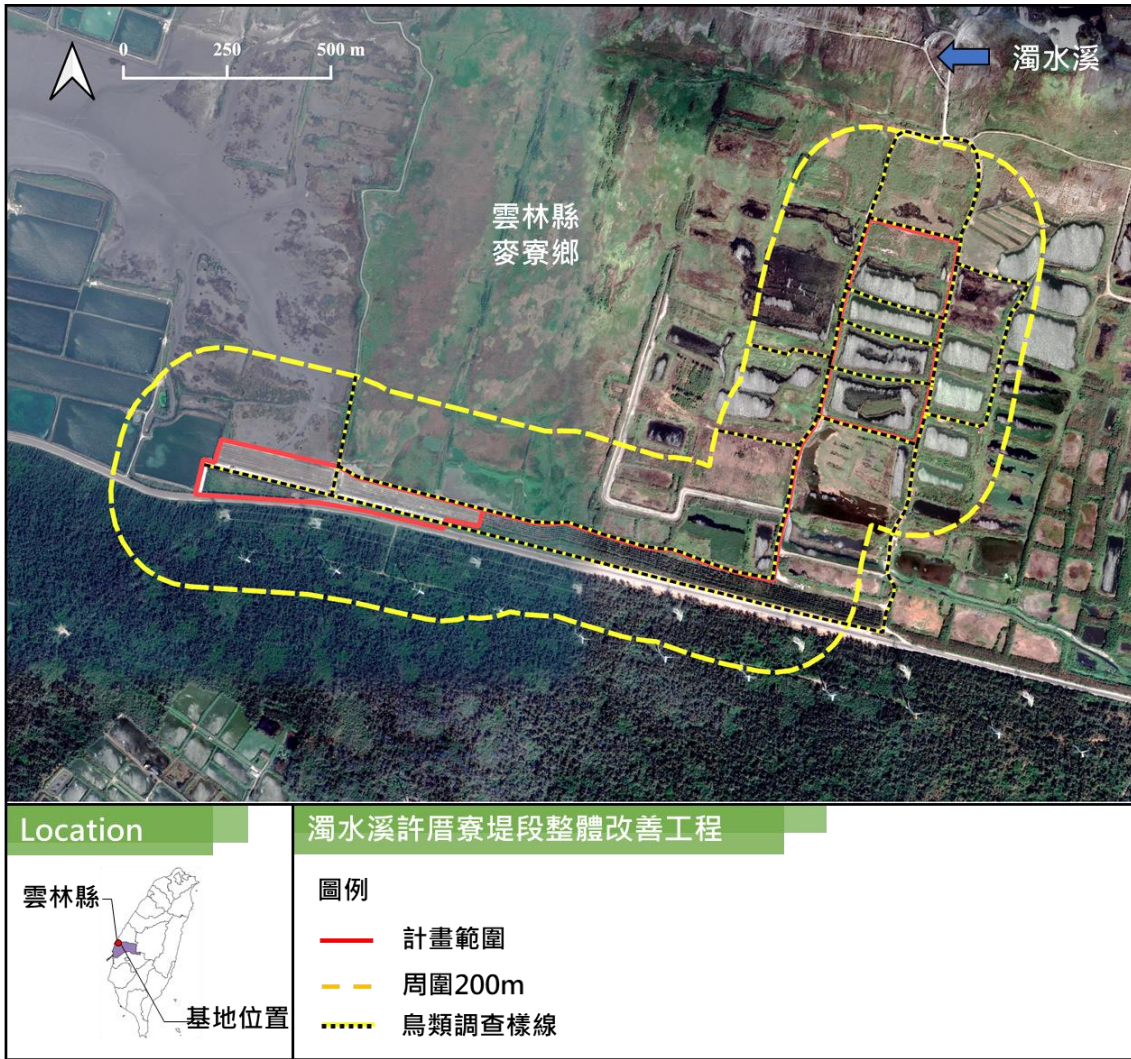 0 250 500 m
濁水溪
雲林縣
麥寮鄉
Location
雲林縣
基地位置
濁水溪許厝寮堤段整體改善工程
圖例
計畫範圍
周圍200m
鳥類調查樣線